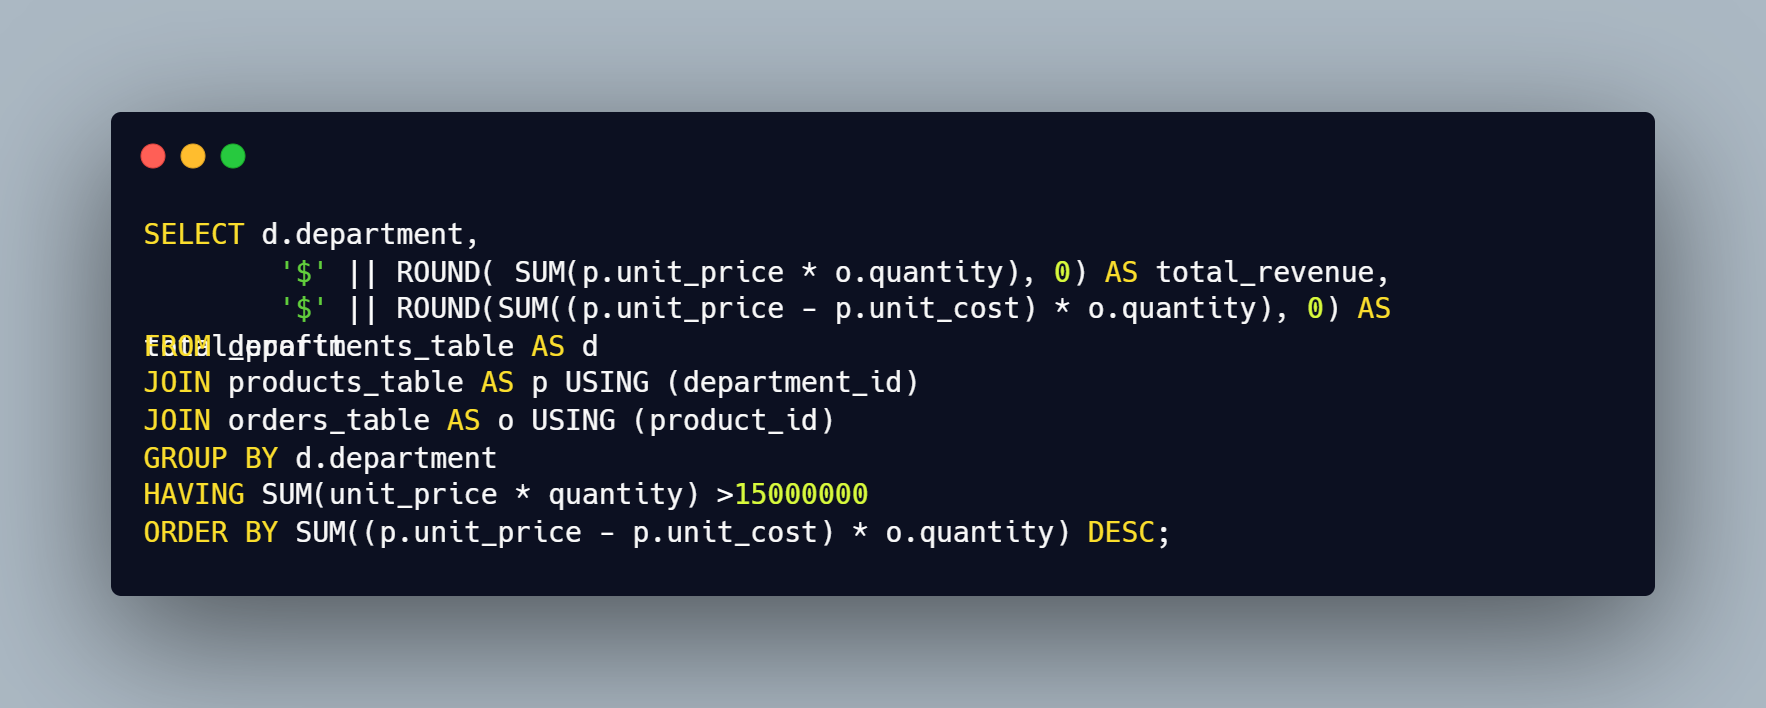 SELECT d.department,
'$' || ROUND( SUM(p.unit_price * o.quantity), 0) AS total_revenue,
'$' || ROUND(SUM((p.unit_price - p.unit_cost) * o.quantity), 0) AS
total_profit
FROM departments_table AS d
JOIN products_table AS p USING (department_id)
JOIN orders_table AS o USING (product_id)
GROUP BY d.department
HAVING SUM(unit_price * quantity) >15000000
ORDER BY SUM((p.unit_price - p.unit_cost) * o.quantity) DESC;